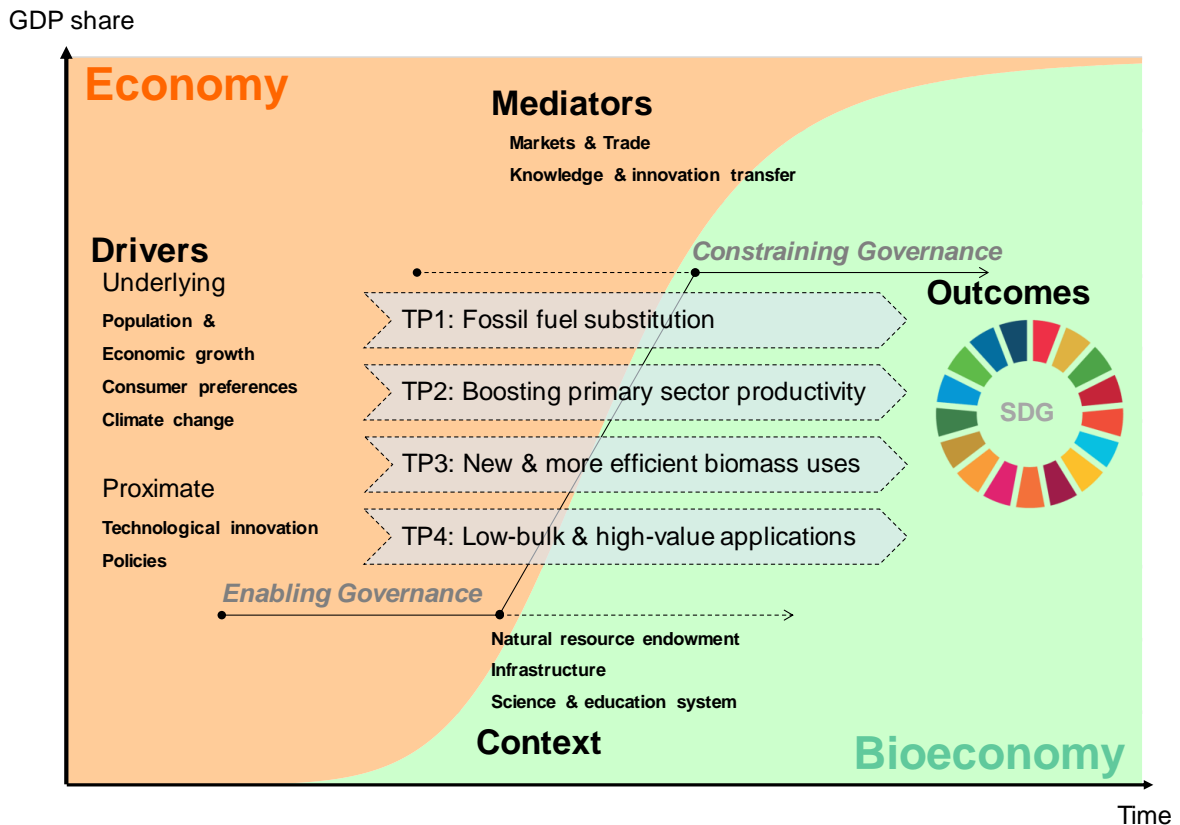 GDP share
Economy
Mediators
Markets & Trade
Knowledge & innovation transfer
Drivers
Underlying
Population &
Economic growth
Consumer preferences
Climate change
Proximate
Technological innovation
Policies
Constraining Governance
TP1: Fossil fuel substitution
TP2: Boosting primary sector productivity
TP3: New & more efficient biomass uses
TP4: Low-bulk & high-value applications
Outcomes
SDG
Enabling Governance
Natural resource endowment
Infrastructure
Science & education system
Context
Bioeconomy
Time